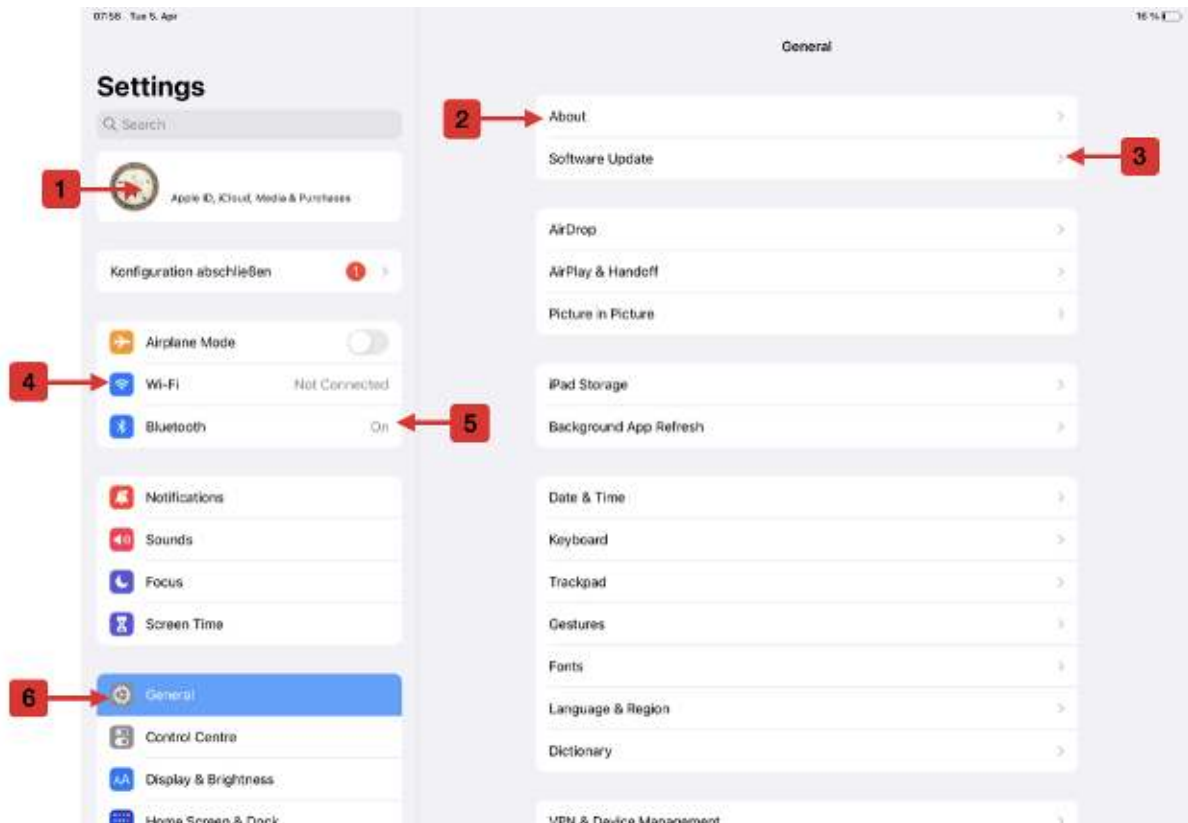 07:58 Tue 5. Apr
16 %
Settings
Search
Apple ID, iCloud, Media & Purchases
Konfiguration abschließen
1
Airplane Mode
Wi-Fi
Not Connected
Bluetooth
On
Notifications
Sounds
Focus
Screen Time
General
Control Centre
AA
Display & Brightness
Home Screen & Dock
General
About
Software Update
AirDrop
AirPlay & Handoff
Picture in Picture
iPad Storage
Background App Refresh
Date & Time
Keyboard
Trackpad
Gestures
Fonts
Language & Region
Dictionary
VPN & Device Management
1
2
3
4
5
6